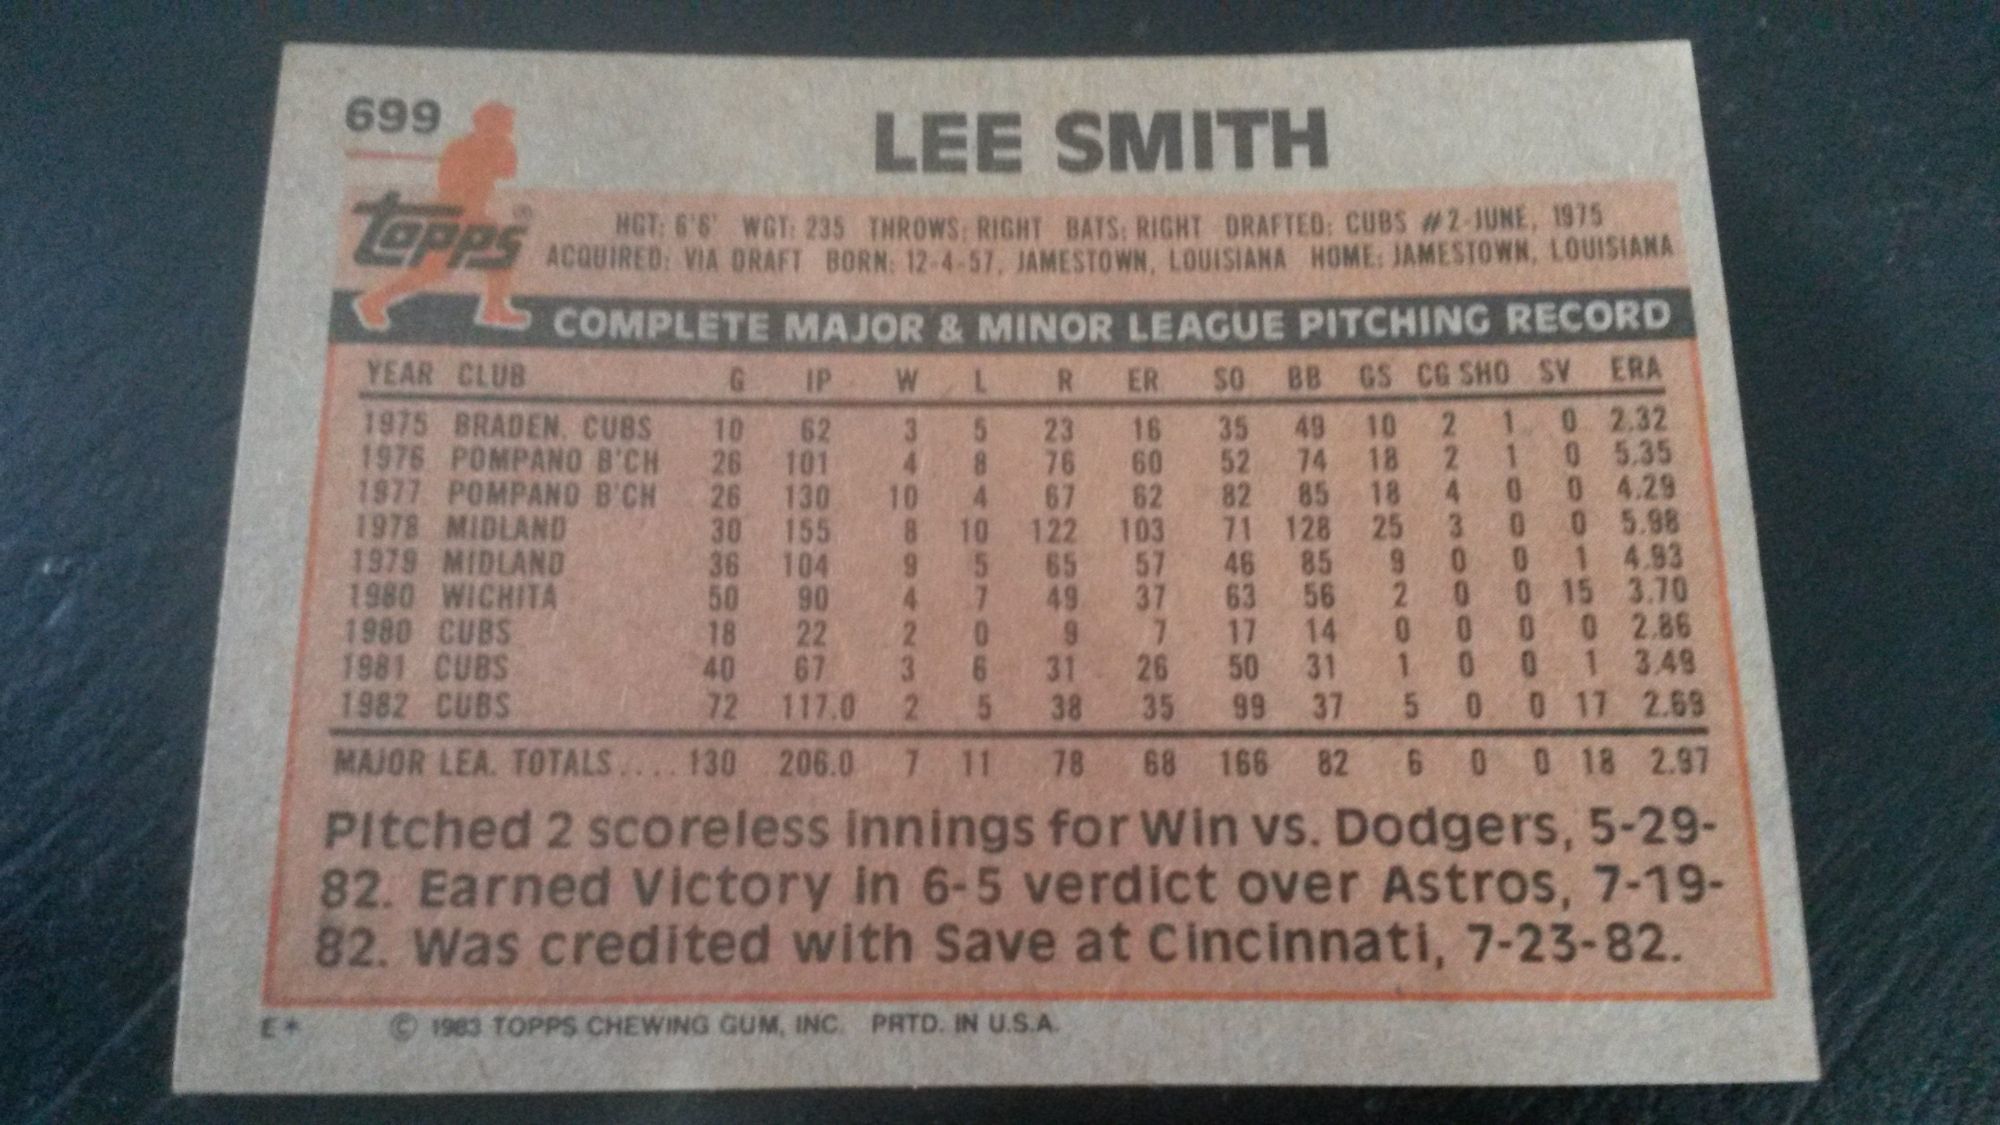 699
LEE SMITH
topps®
HGT: 6'6" WGT: 235 THROWS: RIGHT BATS: RIGHT DRAFTED: CUBS #2-JUNE, 1975
ACQUIRED: VIA DRAFT BORN: 12-4-57, JAMESTOWN, LOUISIANA HOME: JAMESTOWN, LOUISIANA
COMPLETE MAJOR & MINOR LEAGUE PITCHING RECORD
YEAR CLUB G IP W L R ER SO BB GS CG SHO SV ERA
1975 BRADEN. CUBS 10 62 3 5 23 16 35 49 10 2 1 0 2.32
1976 POMPANO B'CH 26 101 4 8 76 60 52 74 18 2 1 0 5.35
1977 POMPANO B'CH 26 130 10 4 67 62 82 85 18 4 0 0 4.29
1978 MIDLAND 30 155 8 10 122 103 71 128 25 3 0 0 5.98
1979 MIDLAND 36 104 9 5 65 57 46 85 9 0 0 1 4.93
1980 WICHITA 50 90 4 7 49 37 63 56 2 0 0 15 3.70
1980 CUBS 18 22 2 0 9 7 17 14 0 0 0 0 2.86
1981 CUBS 40 67 3 6 31 26 50 31 1 0 0 1 3.49
1982 CUBS 72 117.0 2 5 38 35 99 37 5 0 0 17 2.69
MAJOR LEA. TOTALS.... 130 206.0 7 11 78 68 166 82 6 0 0 18 2.97
Pitched 2 scoreless innings for Win vs. Dodgers, 5-29-
82. Earned Victory in 6-5 verdict over Astros, 7-19-
82. Was credited with Save at Cincinnati, 7-23-82.
E* © 1983 TOPPS CHEWING GUM, INC. PRTD. IN U.S.A.